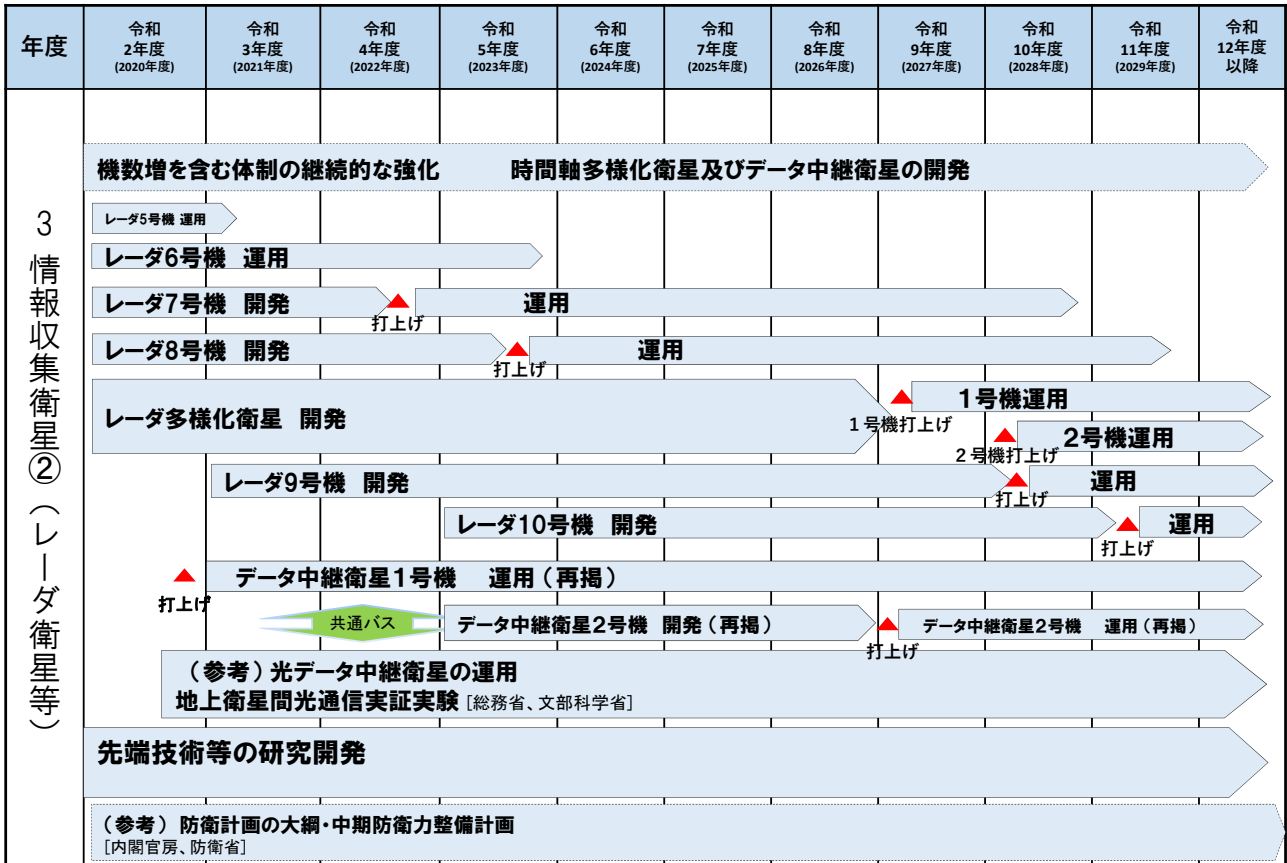 年度
令和
2年度
(2020年度)
令和
3年度
(2021年度)
令和
4年度
(2022年度)
令和
5年度
(2023年度)
令和
6年度
(2024年度)
令和
7年度
(2025年度)
令和
8年度
(2026年度)
令和
9年度
(2027年度)
令和
10年度
(2028年度)
令和
11年度
(2029年度)
令和
12年度
以降
3 情報収集衛星②（レーダ衛星等）
機数増を含む体制の継続的な強化 時間軸多様化衛星及びデータ中継衛星の開発
レーダ5号機 運用
レーダ6号機 運用
レーダ7号機 開発
打上げ
運用
レーダ8号機 開発
打上げ
運用
レーダ多様化衛星 開発
1号機打上げ
1号機運用
2号機打上げ
2号機運用
レーダ9号機 開発
打上げ
運用
レーダ10号機 開発
打上げ
運用
打上げ
データ中継衛星1号機 運用（再掲）
共通バス
データ中継衛星2号機 開発（再掲）
打上げ
データ中継衛星2号機 運用（再掲）
（参考）光データ中継衛星の運用
地上衛星間光通信実証実験 [総務省、文部科学省]
先端技術等の研究開発
（参考） 防衛計画の大綱・中期防衛力整備計画
[内閣官房、防衛省]